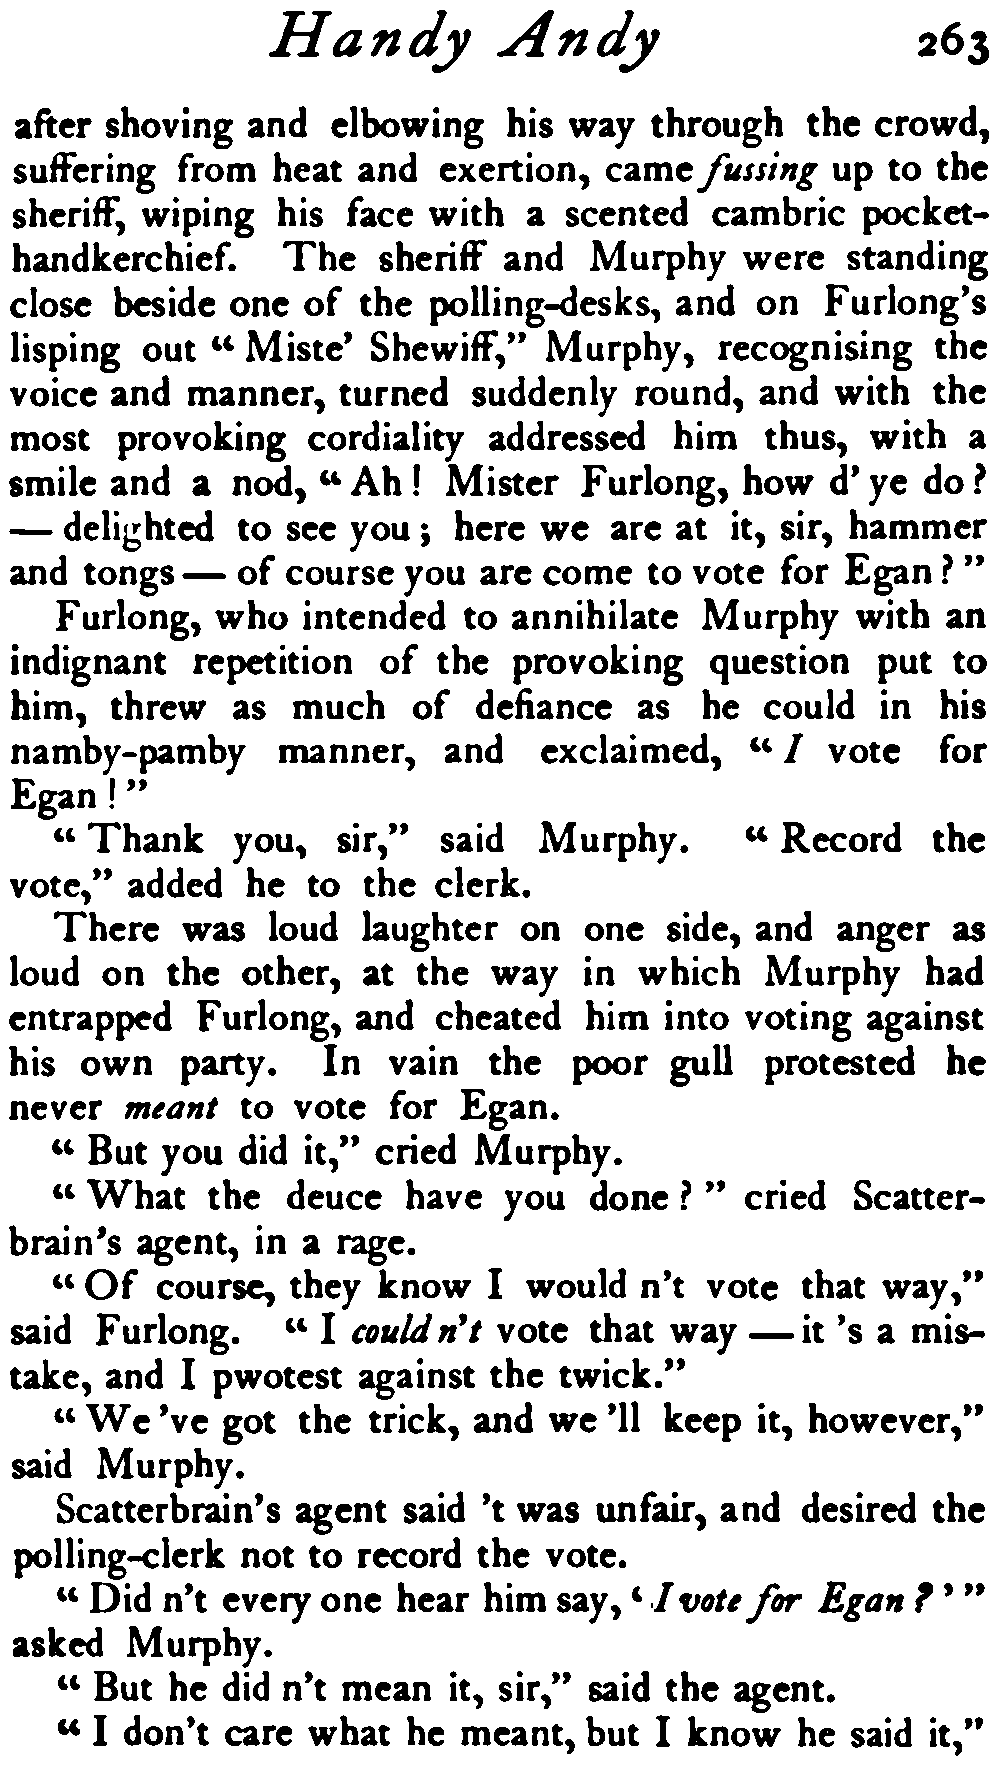 Handy Andy 263
after shoving and elbowing his way through the crowd,
suffering from heat and exertion, came fussing up to the
sheriff, wiping his face with a scented cambric pocket-
handkerchief. The sheriff and Murphy were standing
close beside one of the polling-desks, and on Furlong's
lisping out “ Miste' Shewiff,” Murphy, recognising the
voice and manner, turned suddenly round, and with the
most provoking cordiality addressed him thus, with a
smile and a nod, “ Ah ! Mister Furlong, how d' ye do ?
— delighted to see you ; here we are at it, sir, hammer
and tongs — of course you are come to vote for Egan ? ”
Furlong, who intended to annihilate Murphy with an
indignant repetition of the provoking question put to
him, threw as much of defiance as he could in his
namby-pamby manner, and exclaimed, “ I vote for
Egan ! ”
“ Thank you, sir,” said Murphy. “ Record the
vote,” added he to the clerk.
There was loud laughter on one side, and anger as
loud on the other, at the way in which Murphy had
entrapped Furlong, and cheated him into voting against
his own party. In vain the poor gull protested he
never meant to vote for Egan.
“ But you did it,” cried Murphy.
“ What the deuce have you done ? ” cried Scatter-
brain's agent, in a rage.
“ Of course, they know I would n't vote that way,”
said Furlong. “ I could n't vote that way — it 's a mis-
take, and I pwotest against the twick.”
“ We 've got the trick, and we 'll keep it, however,”
said Murphy.
Scatterbrain's agent said 't was unfair, and desired the
polling-clerk not to record the vote.
“ Did n't every one hear him say, ‘ I vote for Egan ? ’ ”
asked Murphy.
“ But he did n't mean it, sir,” said the agent.
“ I don't care what he meant, but I know he said it,”